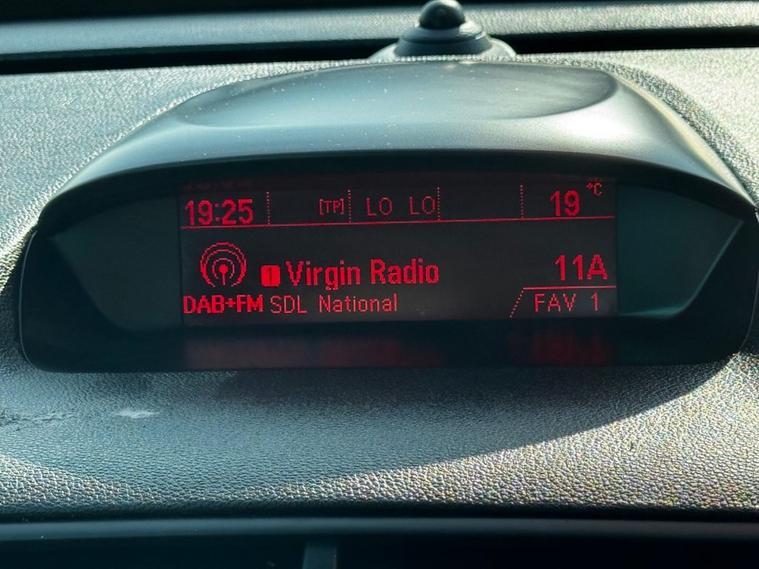 19:25 [TP] LO LO 19 °C
Virgin Radio 11A
DAB+FM SDL National FAV 1